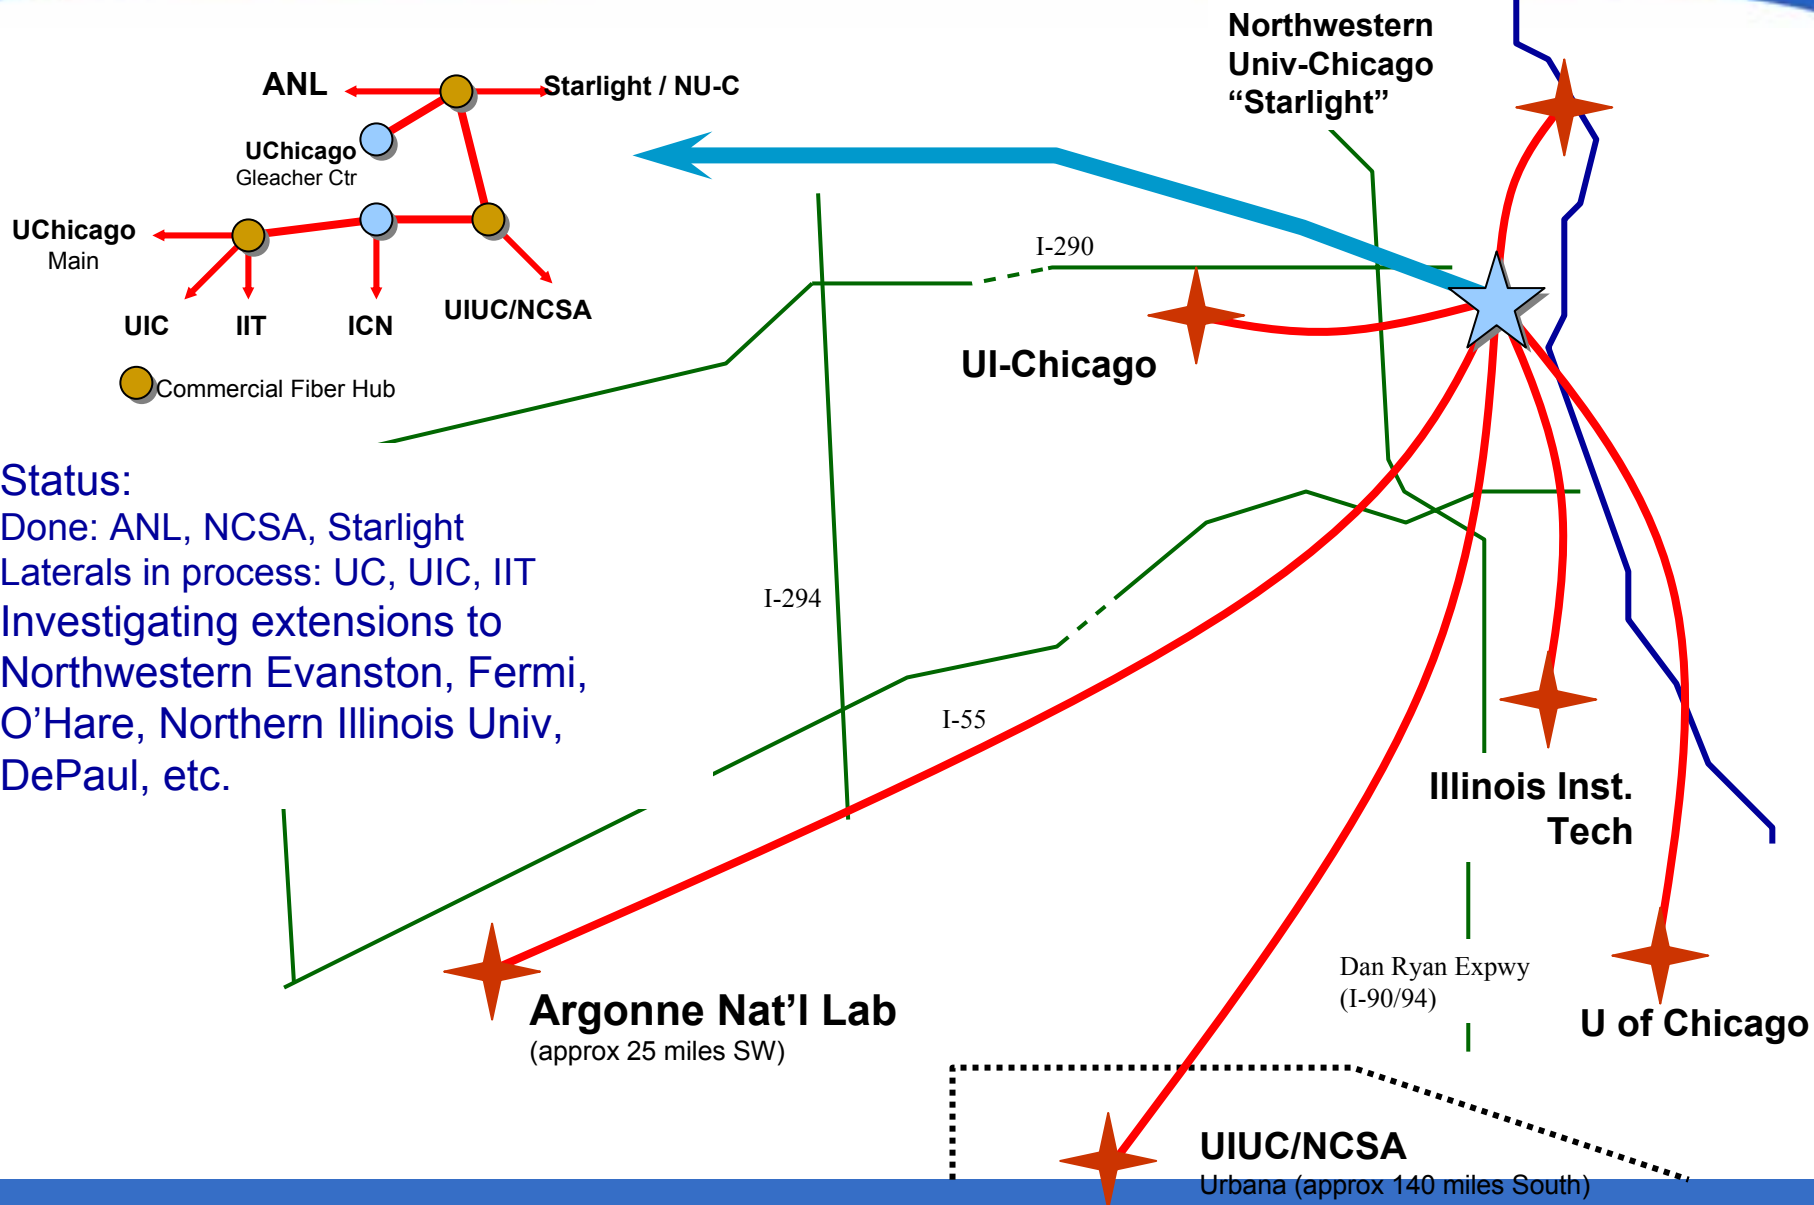 Northwestern
Univ-Chicago
“Starlight”
ANL
Starlight / NU-C
UChicago
Gleacher Ctr
UChicago
Main
UIC
IIT
ICN
UIUC/NCSA
Commercial Fiber Hub
I-290
UI-Chicago
Status:
Done: ANL, NCSA, Starlight
Laterals in process: UC, UIC, IIT
Investigating extensions to
Northwestern Evanston, Fermi,
O’Hare, Northern Illinois Univ,
DePaul, etc.
I-294
I-55
Illinois Inst.
Tech
Dan Ryan Expwy
(I-90/94)
U of Chicago
Argonne Nat’l Lab
(approx 25 miles SW)
UIUC/NCSA
Urbana (approx 140 miles South)